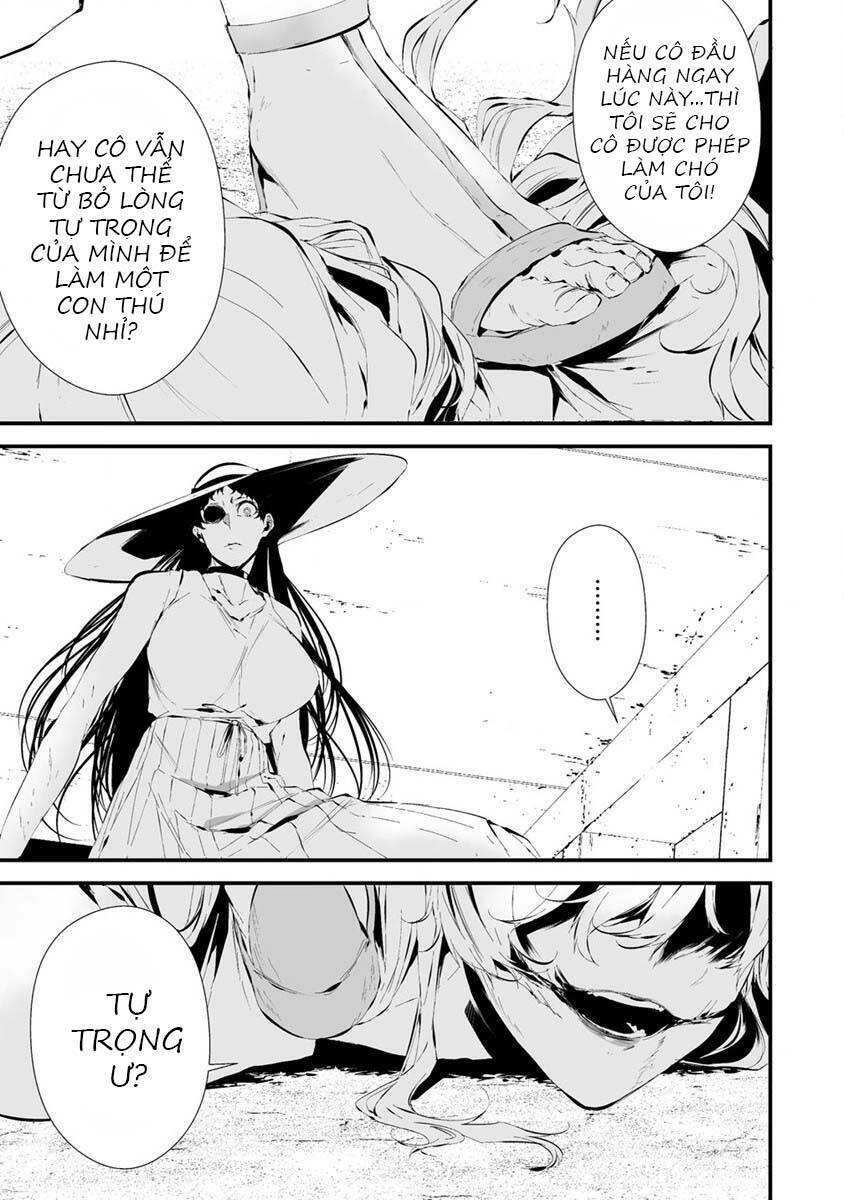 NẾU CÔ ĐẦU
HÀNG NGAY
LÚC NÀY...THÌ
TÔI SẼ CHO
CÔ ĐƯỢC PHÉP
LÀM CHÓ
CỦA TÔI!
HAY CÔ VẪN
CHƯA THỂ
TỪ BỎ LÒNG
TỰ TRỌNG
CỦA MÌNH ĐỂ
LÀM MỘT
CON THÚ
NHỈ?
.........
TỰ
TRỌNG
Ư?